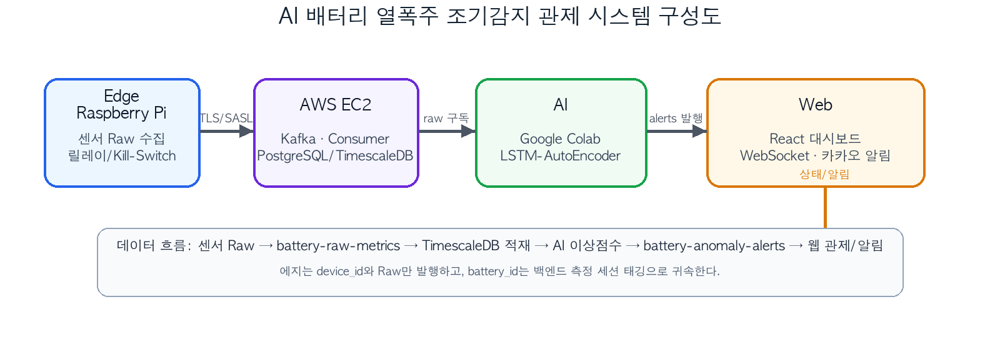 AI 배터리 열폭주 조기감지 관제 시스템 구성도
Edge
Raspberry Pi
센서 Raw 수집
릴레이/Kill-Switch
TLS/SASL
AWS EC2
Kafka · Consumer
PostgreSQL/TimescaleDB
raw 구독
AI
Google Colab
LSTM-AutoEncoder
alerts 발행
Web
React 대시보드
WebSocket · 카카오 알림
상태/알림
데이터 흐름: 센서 Raw → battery-raw-metrics → TimescaleDB 적재 → AI 이상점수 → battery-anomaly-alerts → 웹 관제/알림
에지는 device_id와 Raw만 발행하고, battery_id는 백엔드 측정 세션 태깅으로 귀속한다.